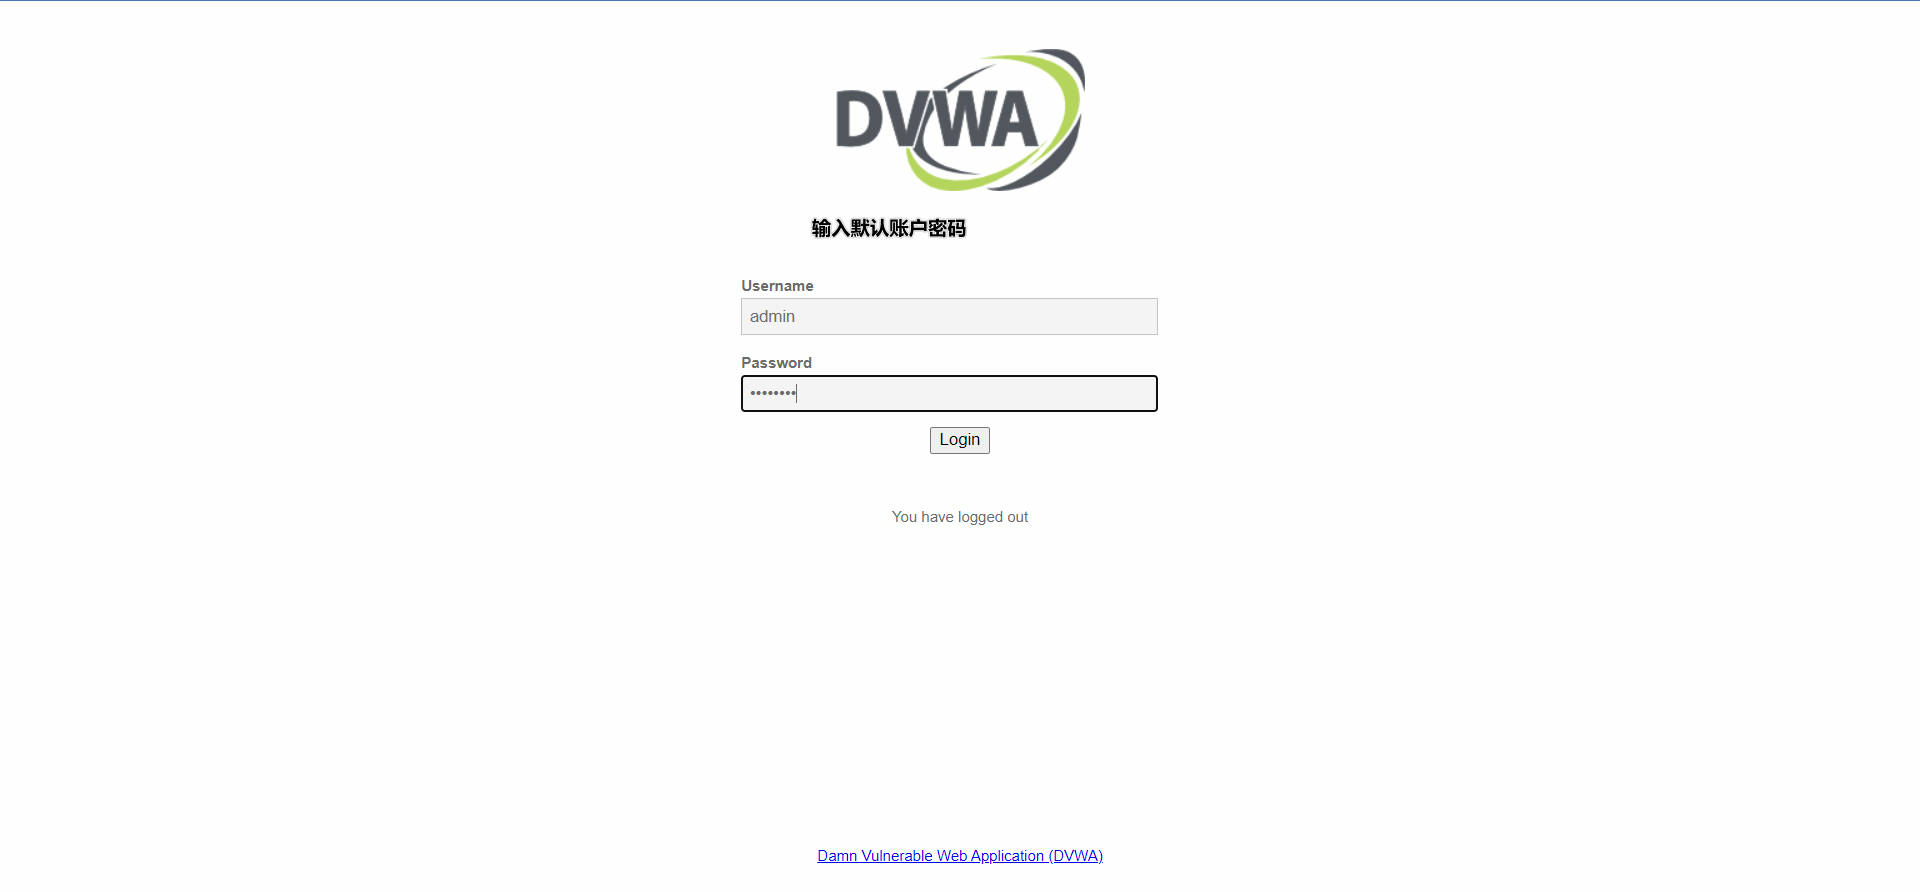 DVWA
输入默认账户密码
Username
admin
Password
••••••••
Login
You have logged out
Damn Vulnerable Web Application (DVWA)